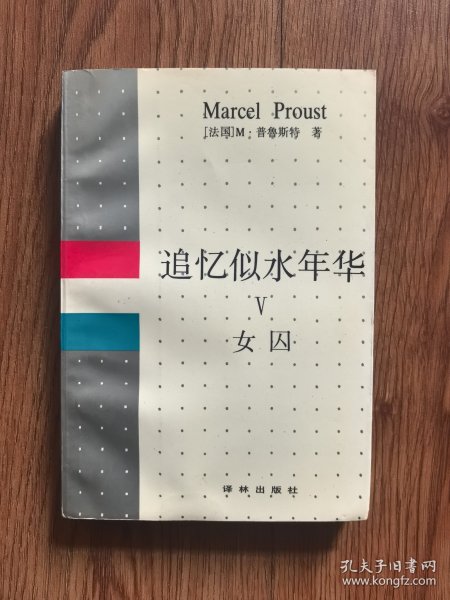 Marcel Proust
[法国]M·普鲁斯特 著
追忆似水年华
V
女囚
译林出版社
孔夫子旧书网
www.kongfz.com